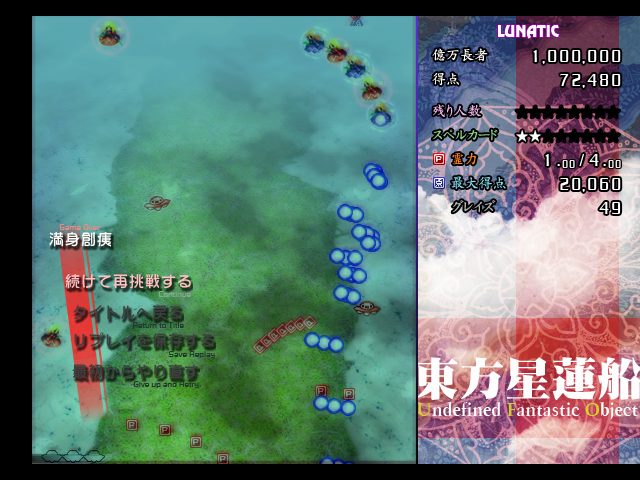 Game Over
満身創痍
続けて再挑戦する
Continue
タイトルへ戻る
Return to Title
リプレイを保存する
Save Replay
最初からやり直す
Give up and Retry
LUNATIC
億万長者 1,000,000
得点 72,480
残り人数
スペルカード ★★
P 霊力 1.00/4.00
最大得点 20,060
グレイズ 49
東方星蓮船
Undefined Fantastic Object